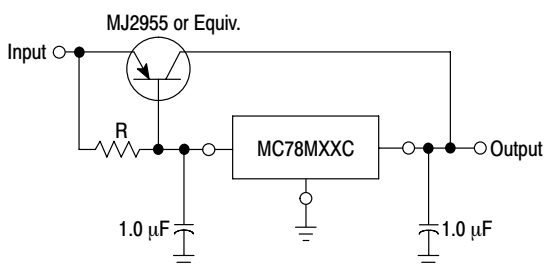 MJ2955 or Equiv.
Input
R
MC78MXXC
Output
1.0 μF
1.0 μF